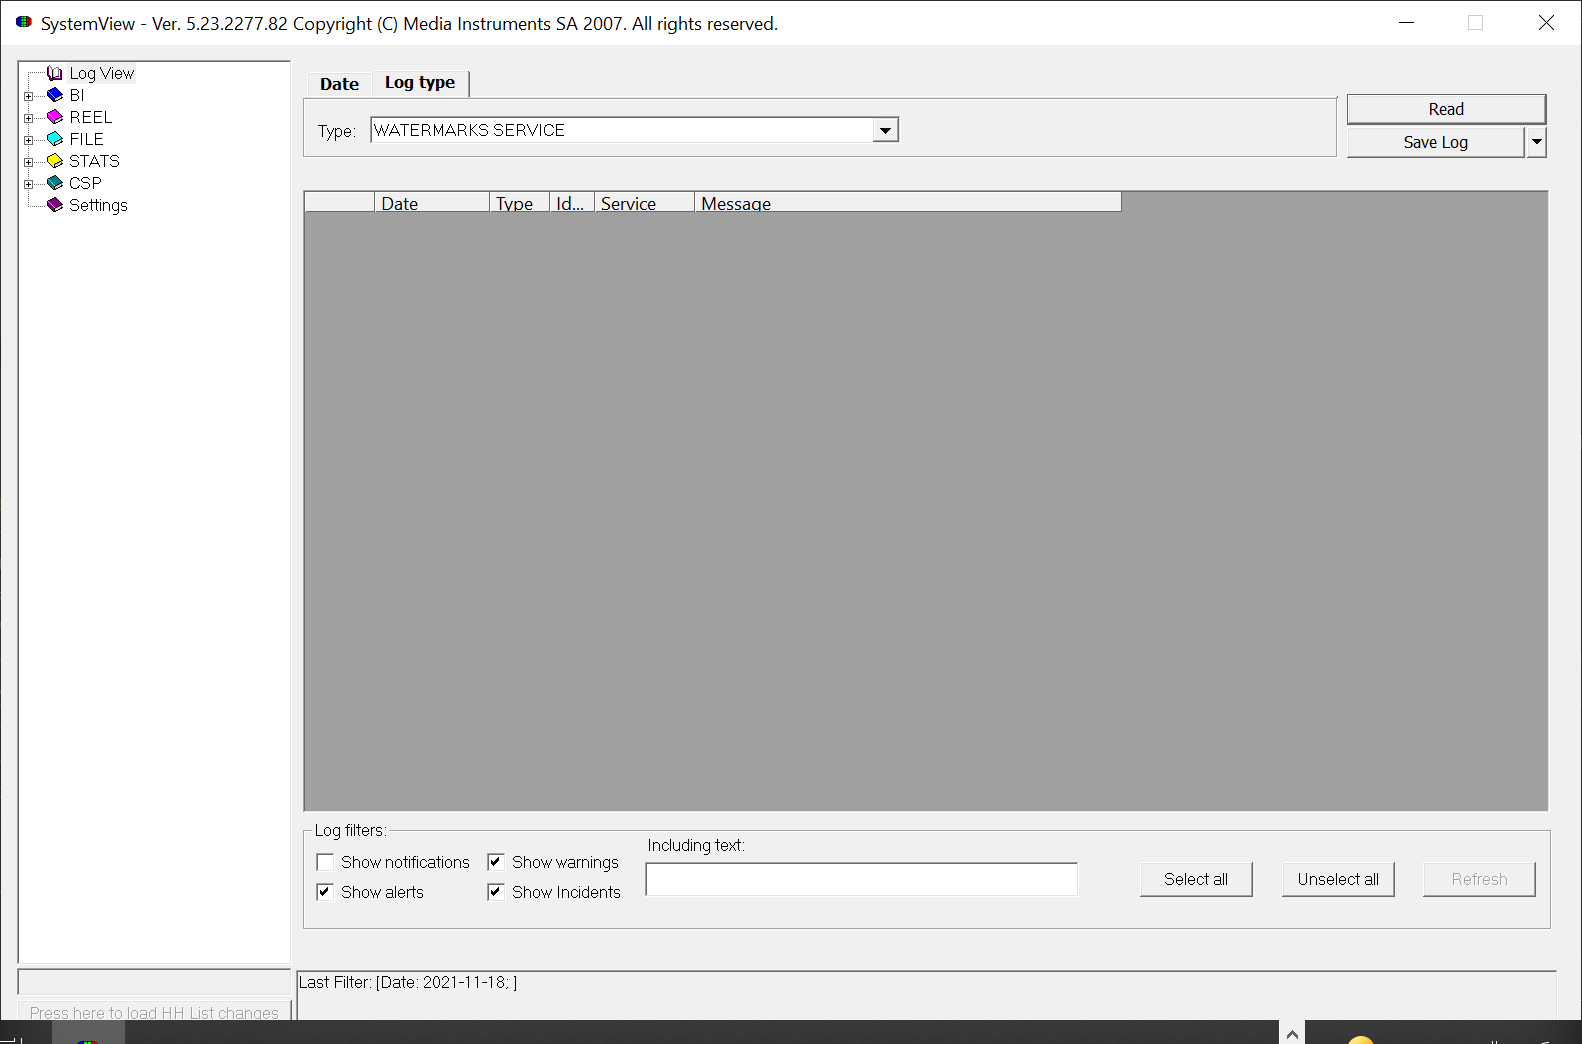 SystemView - Ver. 5.23.2277.82 Copyright (C) Media Instruments SA 2007. All rights reserved.
Log View
BI
REEL
FILE
STATS
CSP
Settings
Date
Log type
Type:
WATERMARKS SERVICE
Read
Save Log
Date Type Id... Service Message
Log filters:
Show notifications
Show warnings
Show alerts
Show Incidents
Including text:
Select all
Unselect all
Refresh
Last Filter: [Date: 2021-11-18; ]
Press here to load HH List changes